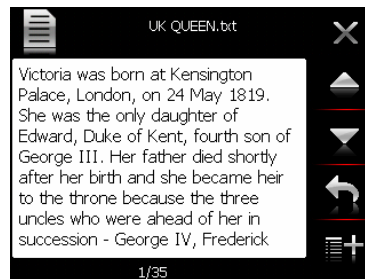 UK QUEEN.txt
Victoria was born at Kensington
Palace, London, on 24 May 1819.
She was the only daughter of
Edward, Duke of Kent, fourth son of
George III. Her father died shortly
after her birth and she became heir
to the throne because the three
uncles who were ahead of her in
succession - George IV, Frederick
1/35